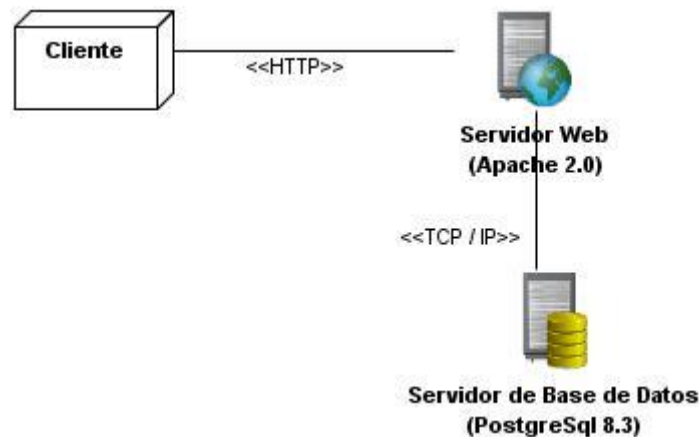 Cliente
<<HTTP>>
Servidor Web
(Apache 2.0)
<<TCP / IP>>
Servidor de Base de Datos
(PostgreSql 8.3)